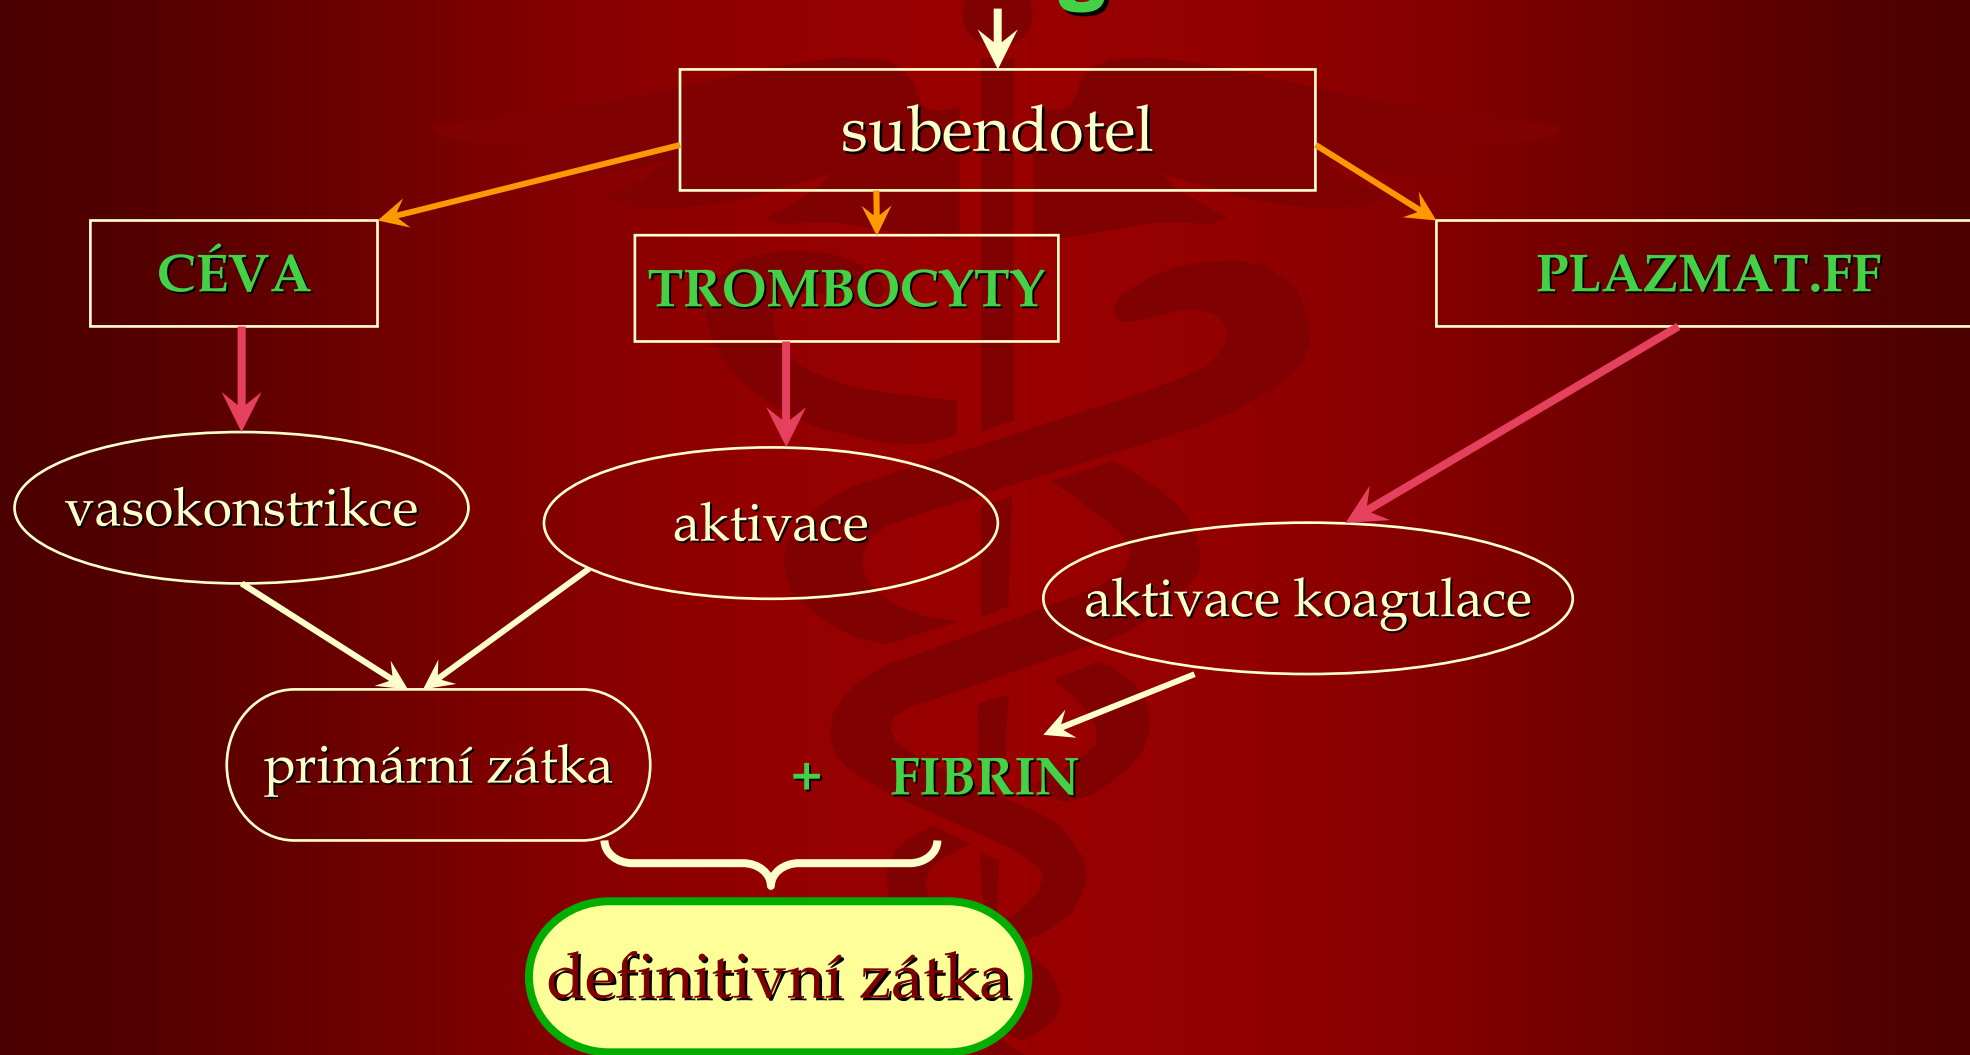 subendotel
CÉVA
TROMBOCYTY
PLAZMAT.FF
vasokonstrikce
aktivace
aktivace koagulace
primární zátka
+ FIBRIN
definitivní zátka